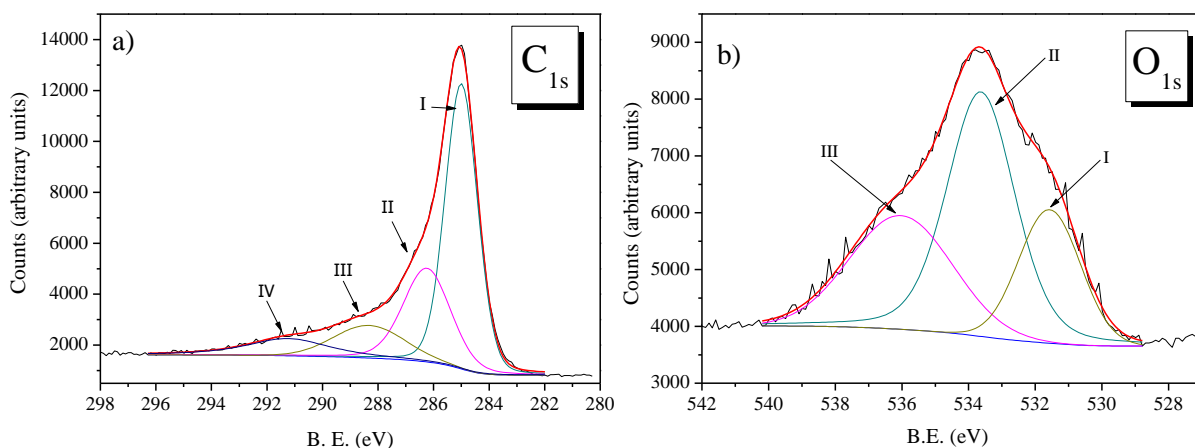 a)
C1s
I
II
III
IV
Counts (arbitrary units)
14000
12000
10000
8000
6000
4000
2000
298 296 294 292 290 288 286 284 282 280
B. E. (eV)
b)
O1s
II
III
I
Counts (arbitrary units)
9000
8000
7000
6000
5000
4000
3000
542 540 538 536 534 532 530 528
B.E. (eV)